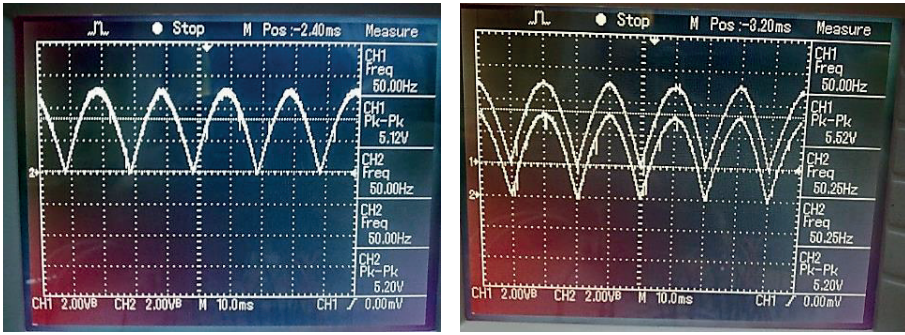 Stop M Pos:-2.40ms Measure
CH1
Freq
50.00Hz
CH1
Pk-Pk
5.12V
CH2
Freq
50.00Hz
CH2
Freq
50.00Hz
CH2
Pk-Pk
5.20V
2
CH1 2.00VB CH2 2.00VB M 10.0ms CH1 0.00mV
Stop M Pos:-3.20ms Measure
CH1
Freq
50.00Hz
CH1
Pk-Pk
5.52V
CH2
Freq
50.25Hz
CH2
Freq
50.25Hz
CH2
Pk-Pk
5.20V
1
2
CH1 2.00VB CH2 2.00VB M 10.0ms CH1 0.00mV